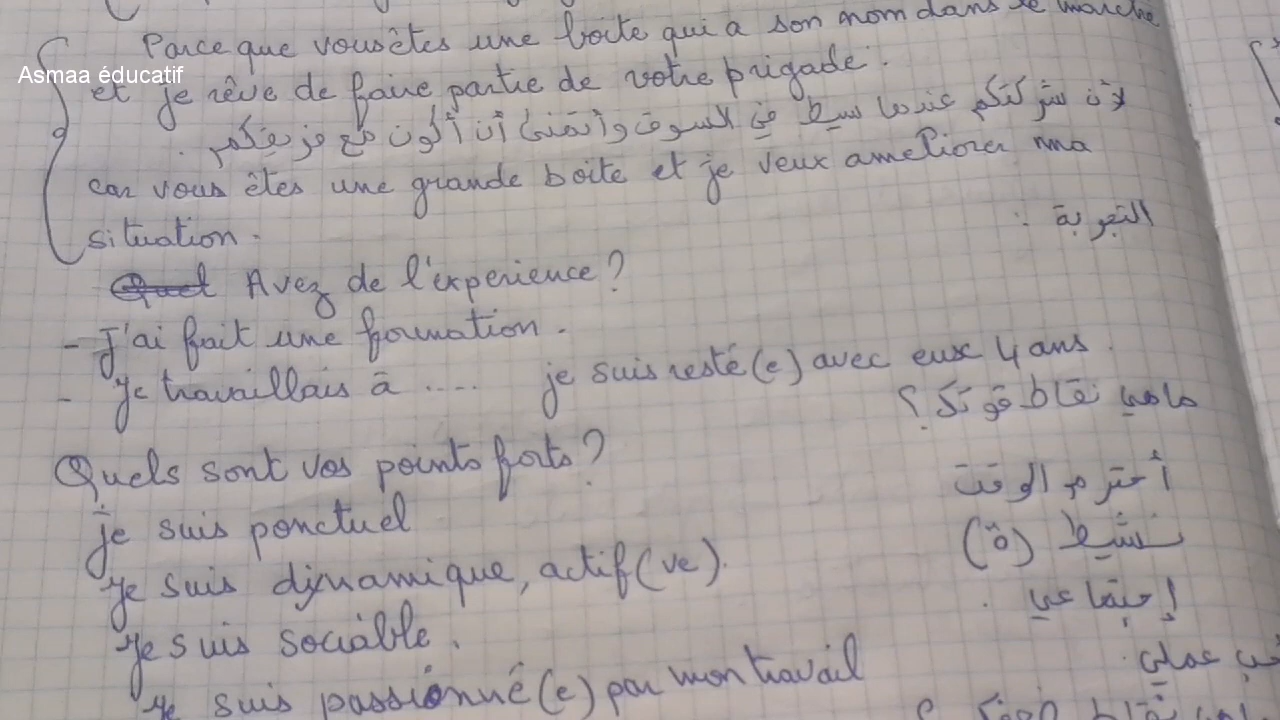 Parce que vous êtes une boite qui a son nom dans le marché
Asmaa éducatif
et je rêve de faire partie de votre brigade.
لأن شركتكم عندها سيط في السوق وأتمنى أن أكون مع فريقكم .
car vous êtes une grande boite et je veux ameliorer ma
situation.
التجربة :
Avez de l'experience ?
- J'ai fait une formation .
- Je travaillais à .... je suis resté(e) avec eux 4 ans .
ماهي نقاط قوتك ؟
Quels sont vos points forts ?
أحترم الوقت
je suis ponctuel
نشيط (ة)
Je suis dynamique, actif(ve).
إجتماعي .
Je suis sociable .
عملي .
Je suis passionné(e) par mon travail